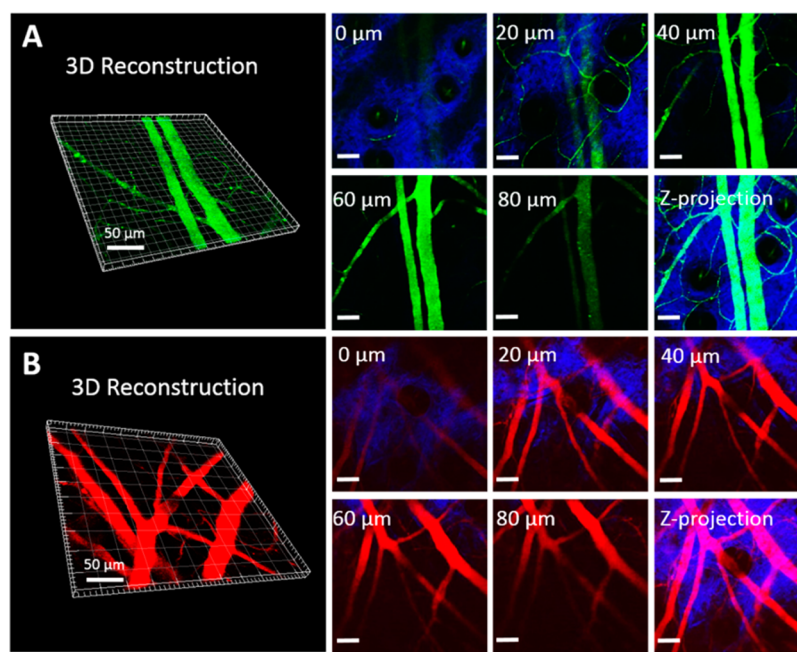 A
3D Reconstruction
50 µm
0 µm
20 µm
40 µm
60 µm
80 µm
Z-projection
B
3D Reconstruction
50 µm
0 µm
20 µm
40 µm
60 µm
80 µm
Z-projection